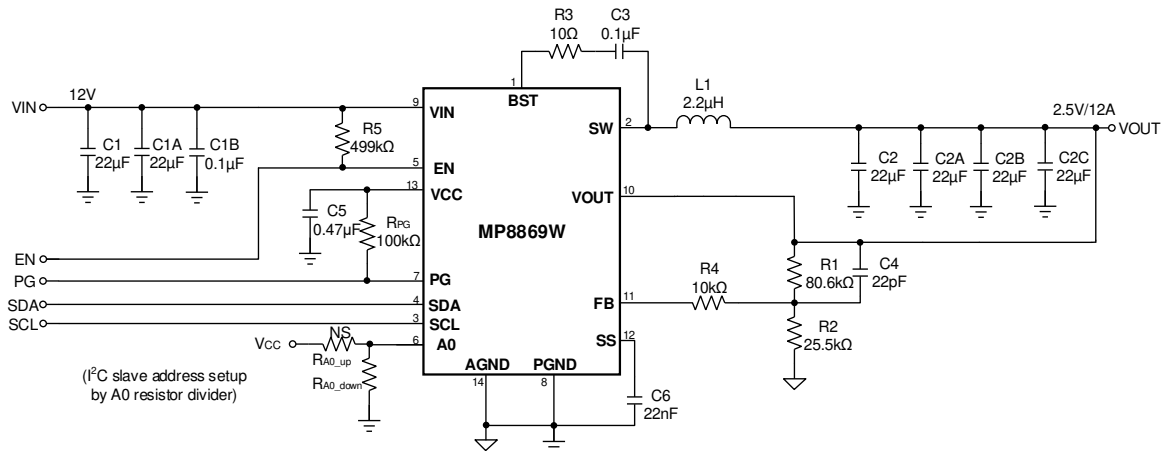 R3
10Ω
C3
0.1µF
1
BST
12V
VIN
9
VIN
C1
22µF
C1A
22µF
C1B
0.1µF
R5
499kΩ
5
EN
13
VCC
C5
0.47µF
RPG
100kΩ
EN
PG
7
PG
SDA
4
SDA
SCL
3
SCL
VCC
NS
6
A0
RA0_up
RA0_down
(I²C slave address setup
by A0 resistor divider)
MP8869W
SW
2
L1
2.2µH
2.5V/12A
VOUT
C2
22µF
C2A
22µF
C2B
22µF
C2C
22µF
VOUT
10
R1
80.6kΩ
C4
22pF
R4
10kΩ
FB
11
R2
25.5kΩ
SS
12
AGND
14
PGND
8
C6
22nF